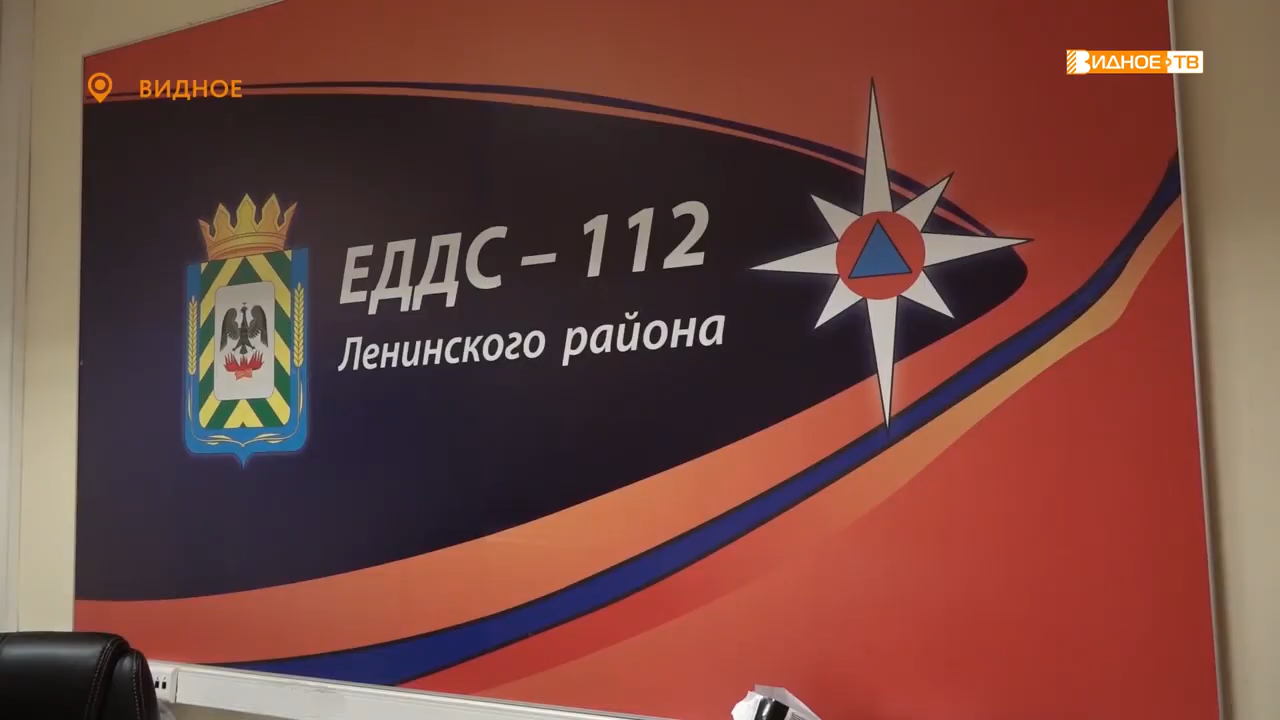 ВИДНОЕ
ВИДНОЕ ТВ
ЕДДС – 112
Ленинского района